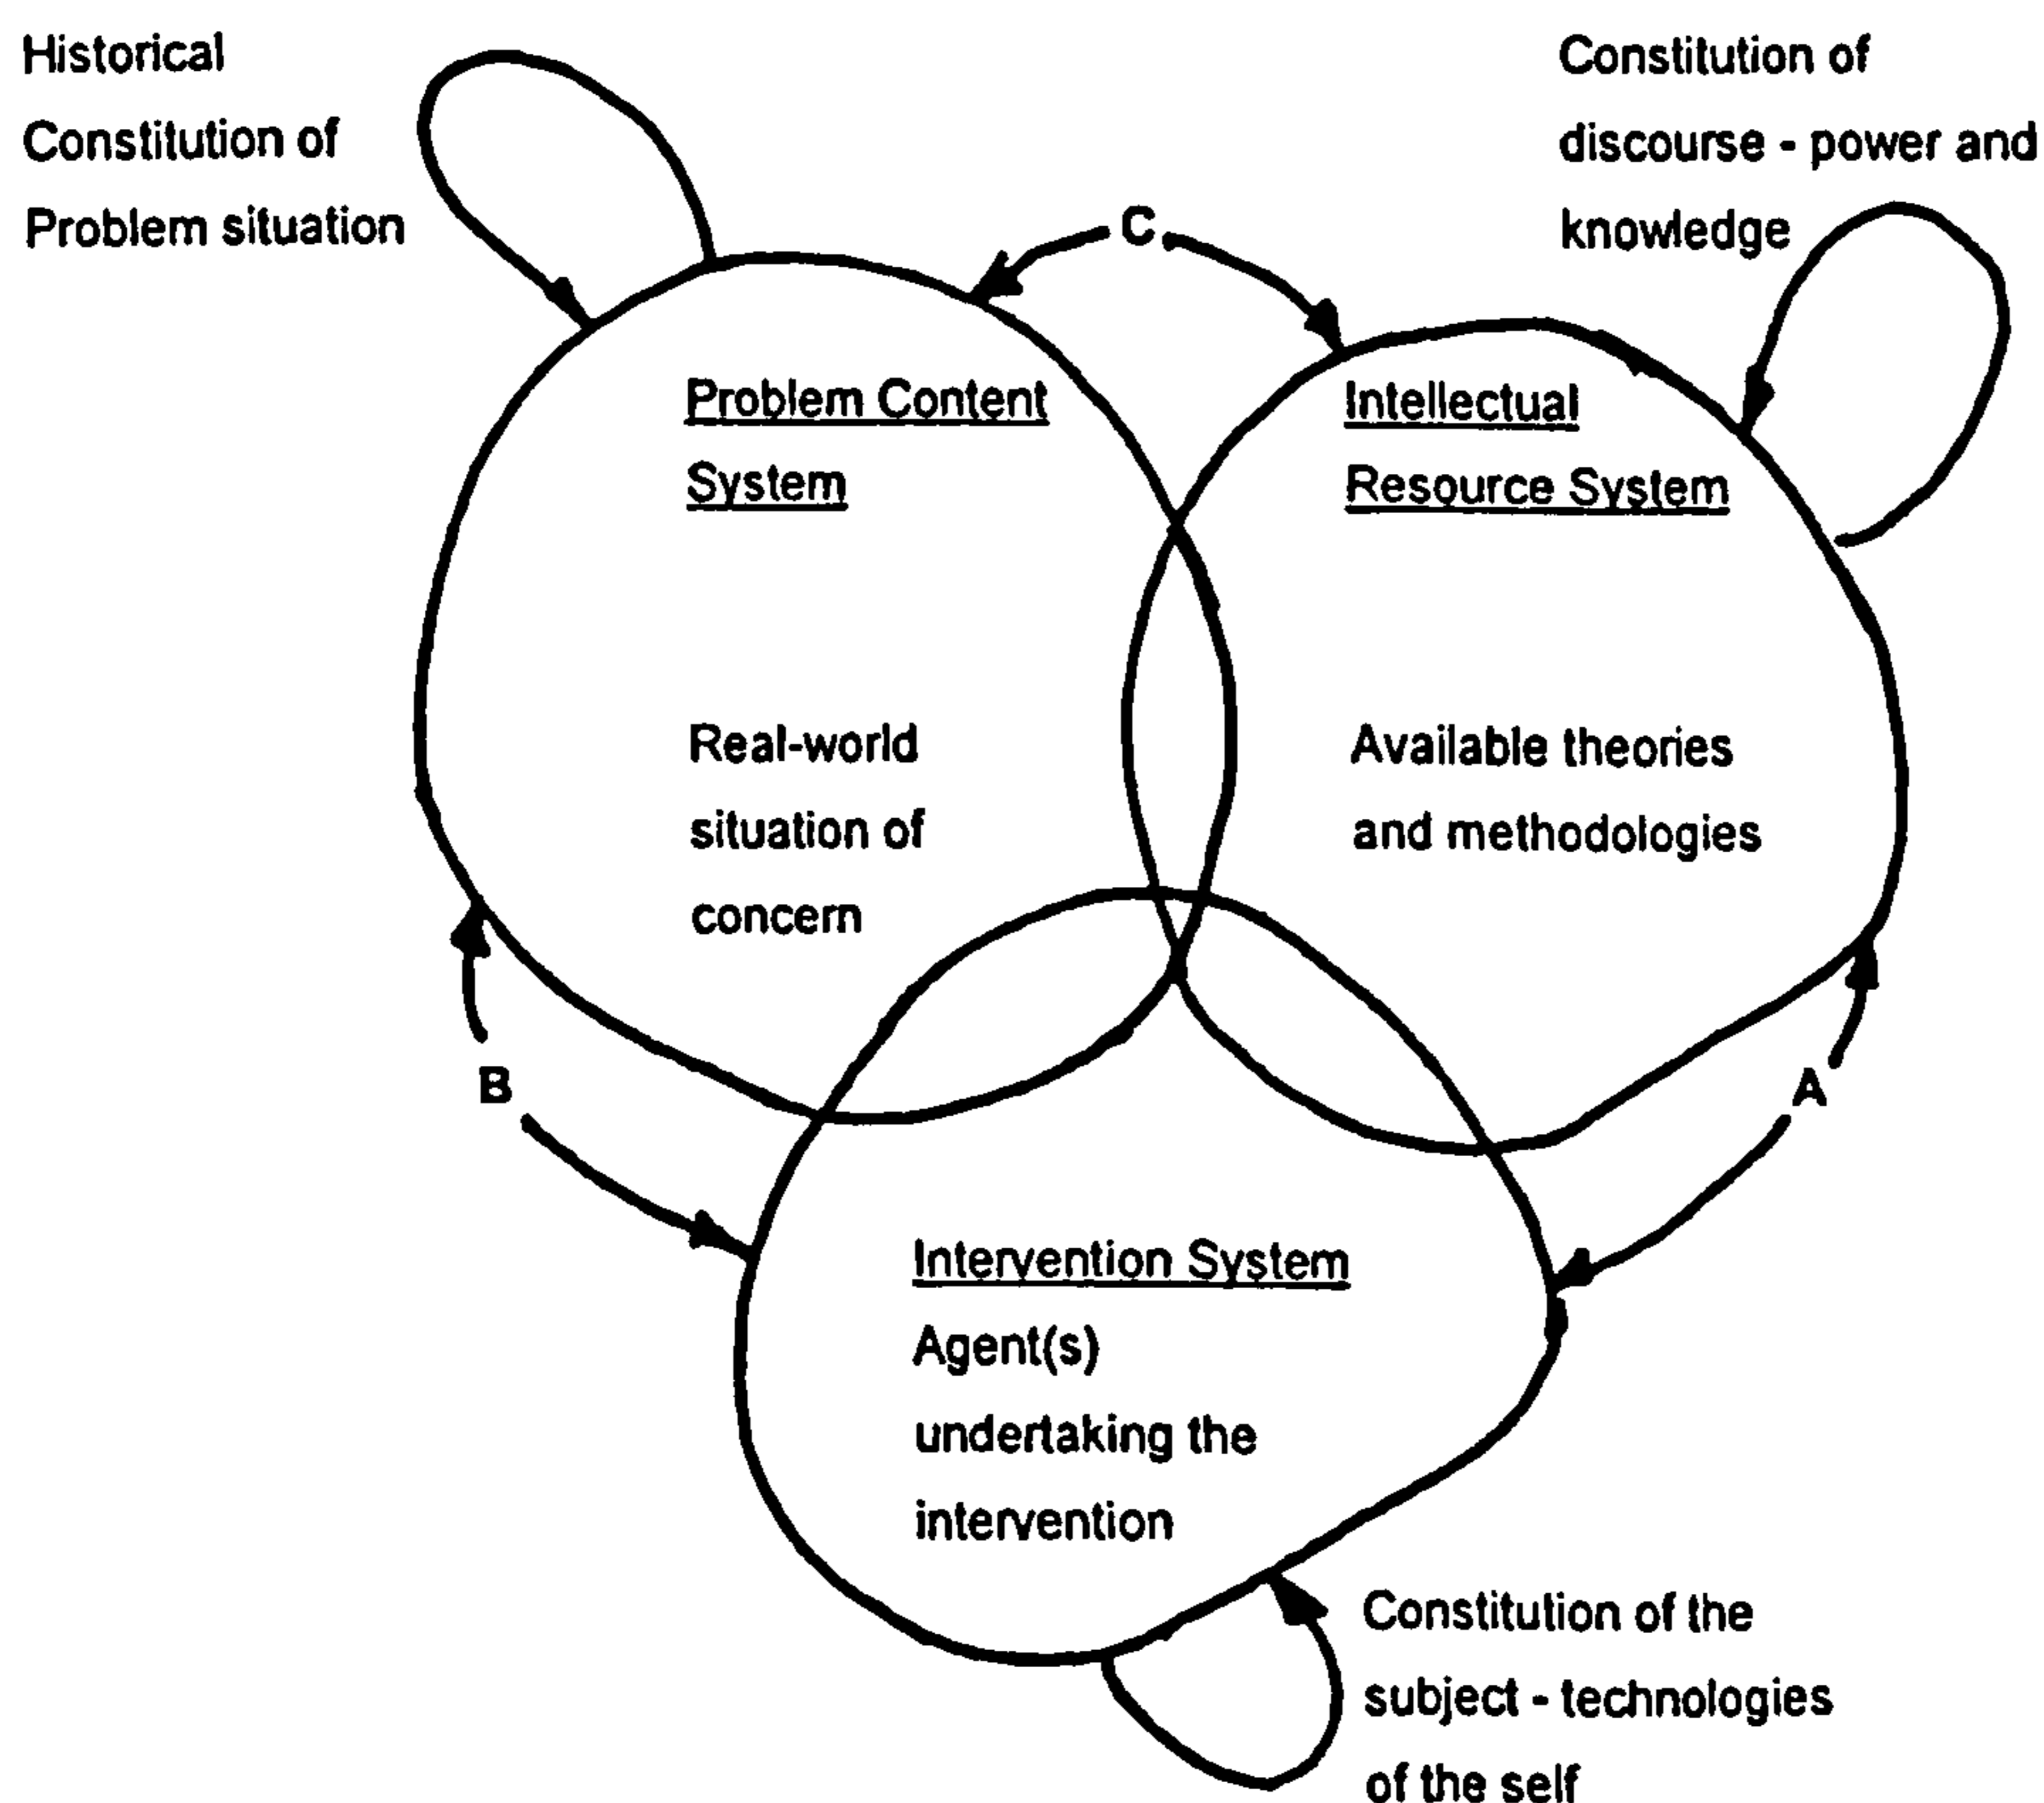 Historical
Constitution of
Problem situation
Constitution of
discourse - power and
knowledge
C
Problem Content
System
Real-world
situation of
concern
Intellectual
Resource System
Available theories
and methodologies
B
A
Intervention System
Agent(s)
undertaking the
intervention
Constitution of the
subject - technologies
of the self